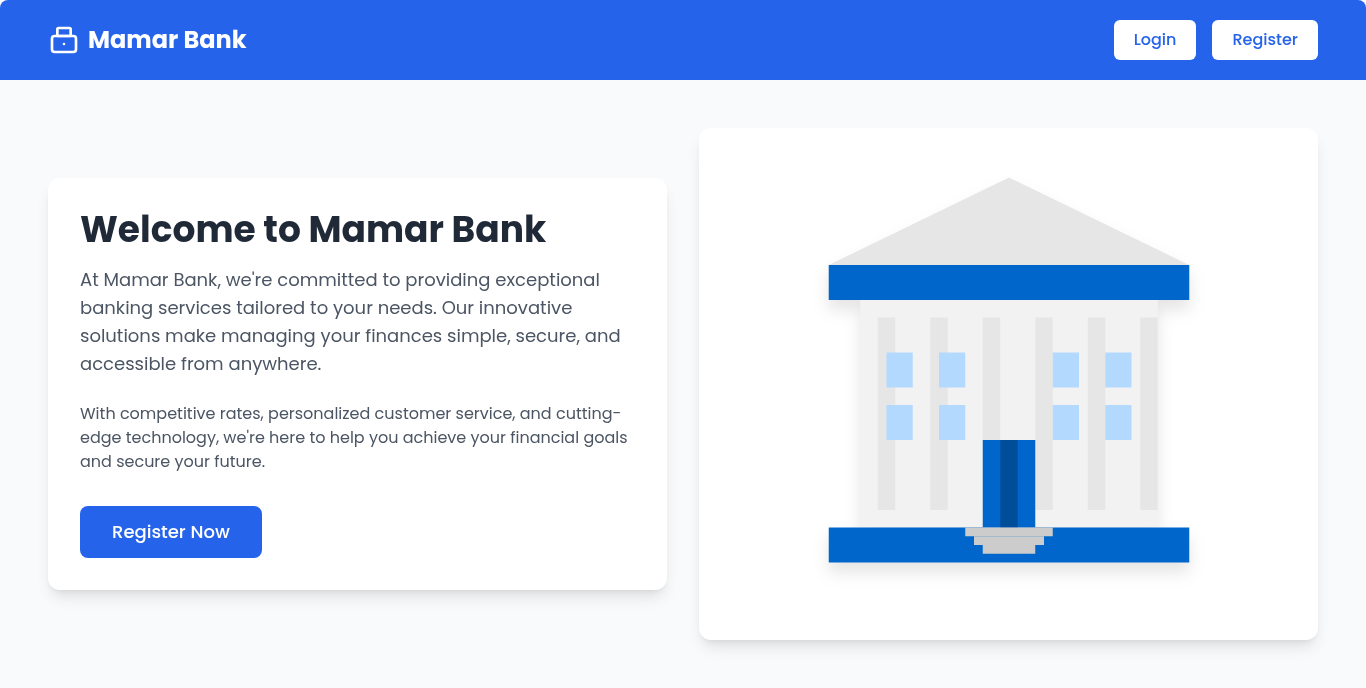 Mamar Bank
Login
Register
Welcome to Mamar Bank
At Mamar Bank, we're committed to providing exceptional
banking services tailored to your needs. Our innovative
solutions make managing your finances simple, secure, and
accessible from anywhere.
With competitive rates, personalized customer service, and cutting-
edge technology, we're here to help you achieve your financial goals
and secure your future.
Register Now